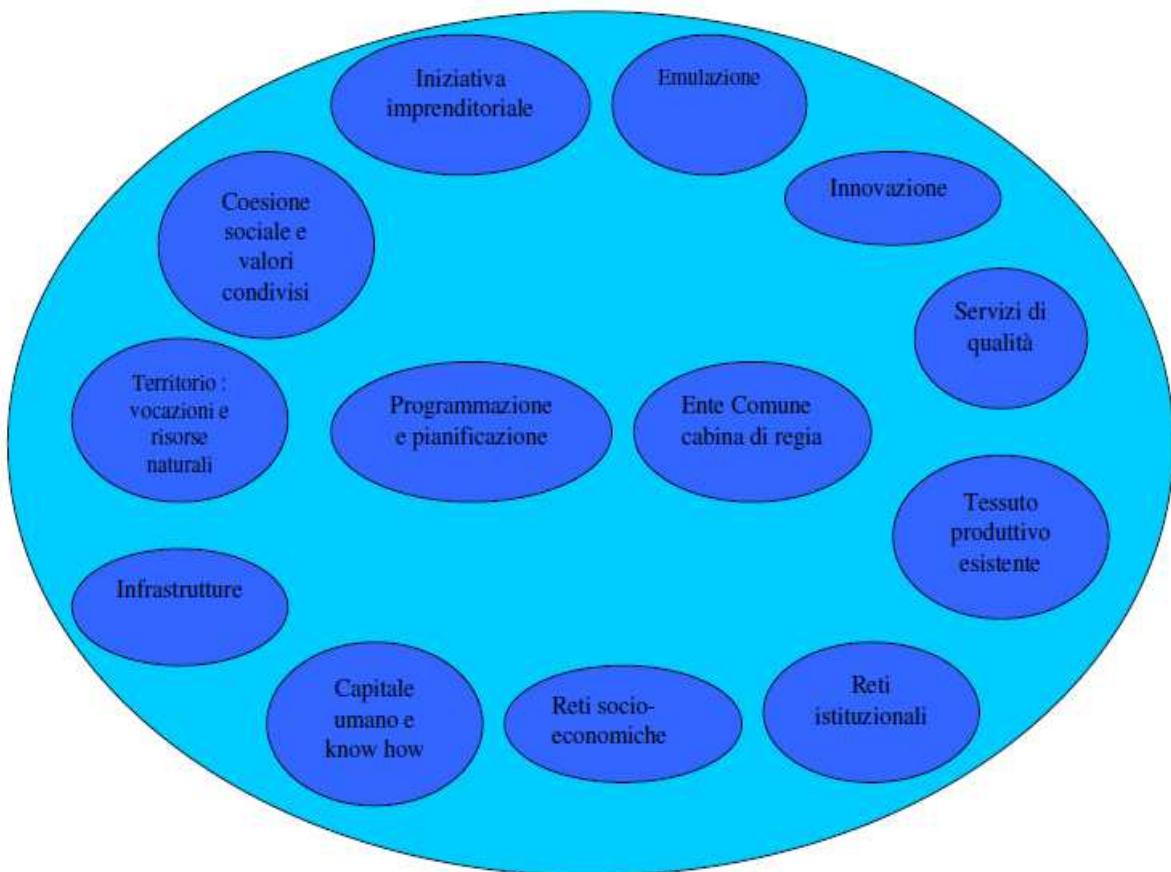 Iniziativa
imprenditoriale
Emulazione
Innovazione
Coesione
sociale e
valori
condivisi
Servizi di
qualità
Territorio :
vocazioni e
risorse
naturali
Programmazione
e pianificazione
Ente Comune
cabina di regia
Tessuto
produttivo
esistente
Infrastrutture
Capitale
umano e
know how
Reti socio-
economiche
Reti
istituzionali